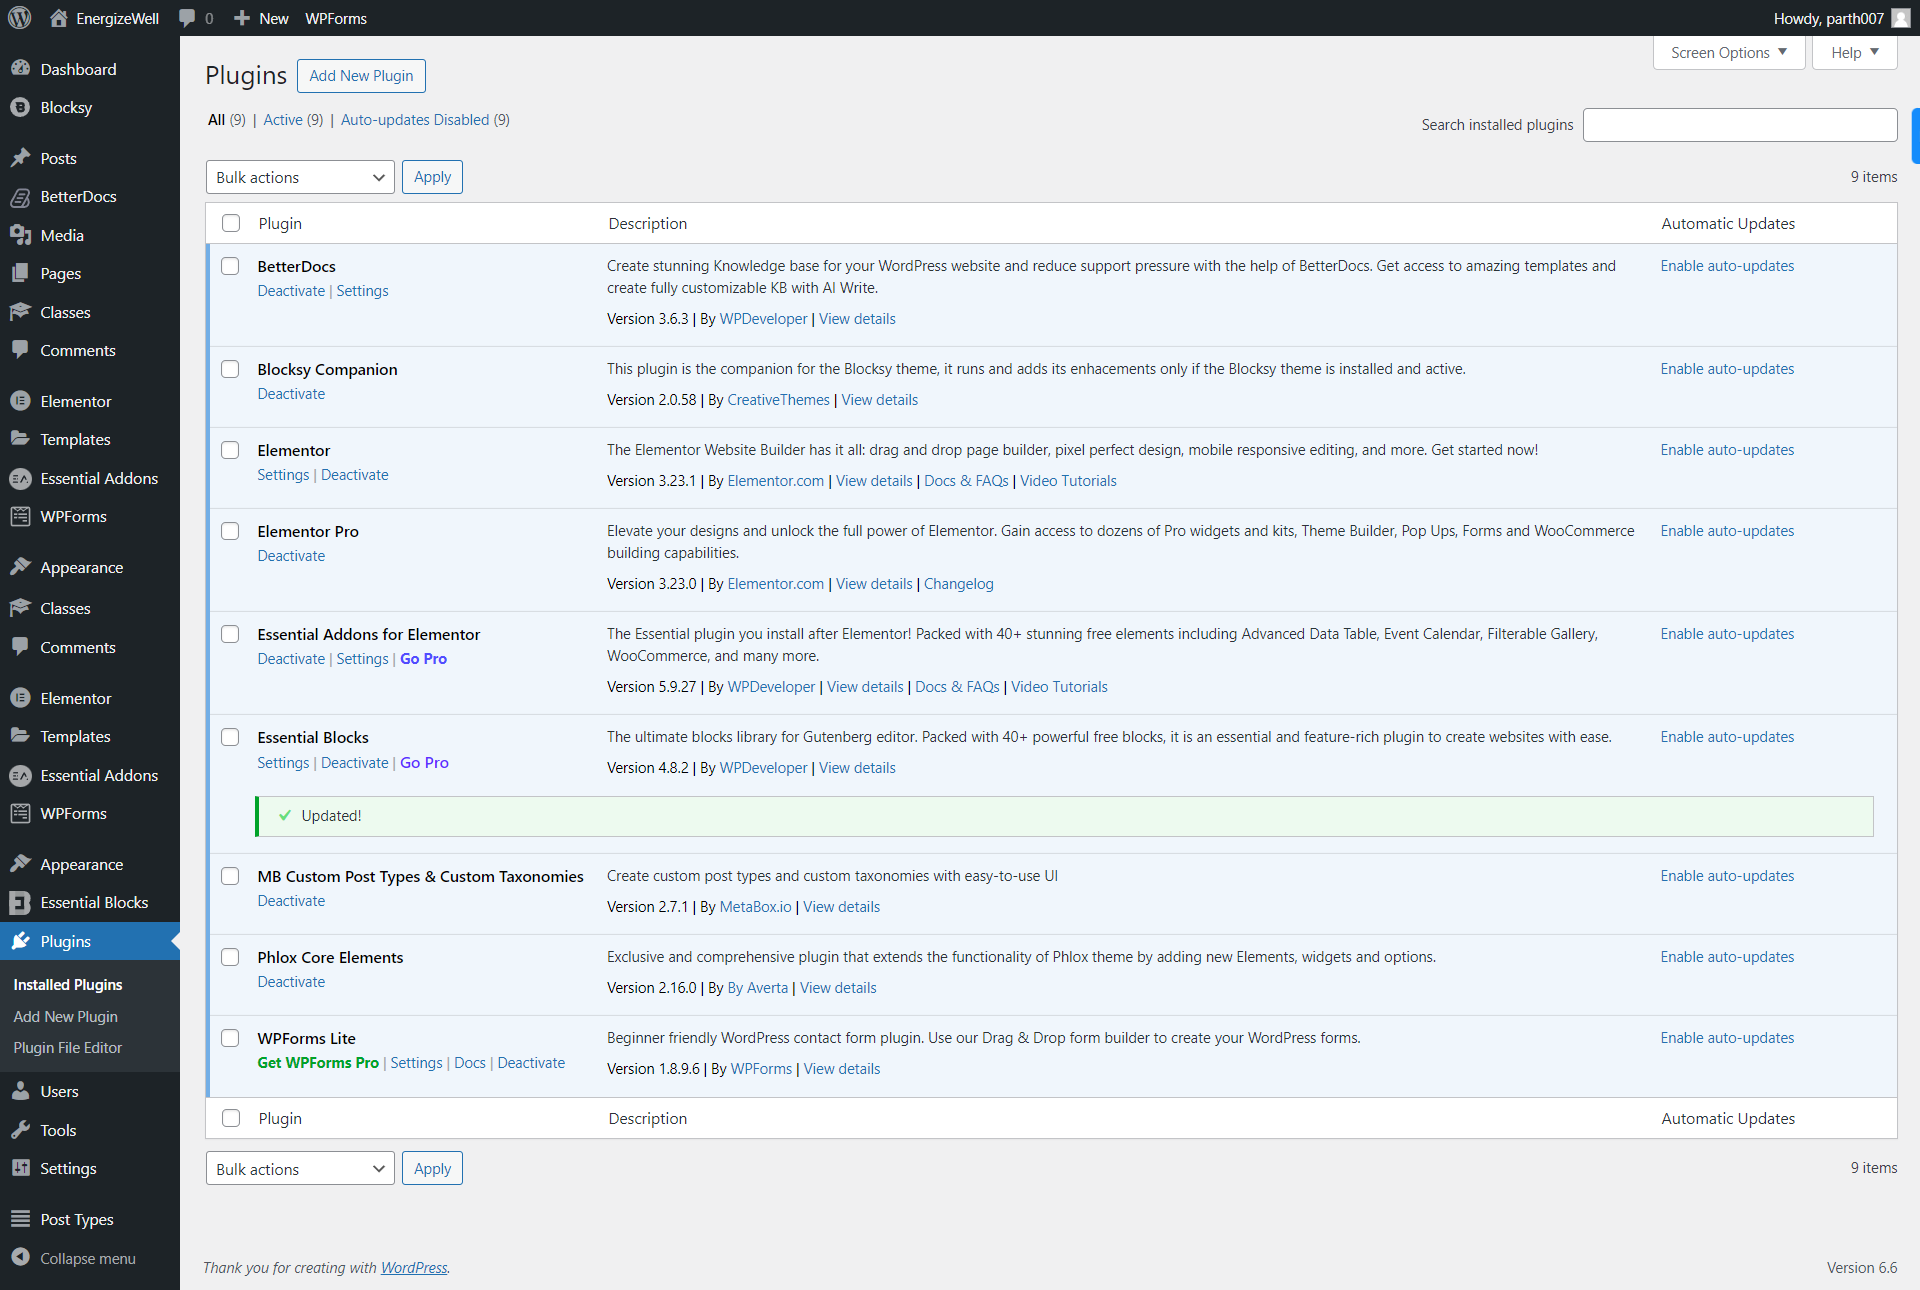 EnergizeWell
0
New
WPForms
Howdy, parth007
Dashboard
Blocksy
Posts
BetterDocs
Media
Pages
Classes
Comments
Elementor
Templates
Essential Addons
WPForms
Appearance
Classes
Comments
Elementor
Templates
Essential Addons
WPForms
Appearance
Essential Blocks
Plugins
Installed Plugins
Add New Plugin
Plugin File Editor
Users
Tools
Settings
Post Types
Collapse menu
Screen Options
Help
Plugins
Add New Plugin
All (9) | Active (9) | Auto-updates Disabled (9)
Search installed plugins
Bulk actions
Apply
9 items
Plugin
Description
Automatic Updates
BetterDocs
Deactivate | Settings
Create stunning Knowledge base for your WordPress website and reduce support pressure with the help of BetterDocs. Get access to amazing templates and
create fully customizable KB with AI Write.
Version 3.6.3 | By WPDeveloper | View details
Enable auto-updates
Blocksy Companion
Deactivate
This plugin is the companion for the Blocksy theme, it runs and adds its enhacements only if the Blocksy theme is installed and active.
Version 2.0.58 | By CreativeThemes | View details
Enable auto-updates
Elementor
Settings | Deactivate
The Elementor Website Builder has it all: drag and drop page builder, pixel perfect design, mobile responsive editing, and more. Get started now!
Version 3.23.1 | By Elementor.com | View details | Docs & FAQs | Video Tutorials
Enable auto-updates
Elementor Pro
Deactivate
Elevate your designs and unlock the full power of Elementor. Gain access to dozens of Pro widgets and kits, Theme Builder, Pop Ups, Forms and WooCommerce
building capabilities.
Version 3.23.0 | By Elementor.com | View details | Changelog
Enable auto-updates
Essential Addons for Elementor
Deactivate | Settings | Go Pro
The Essential plugin you install after Elementor! Packed with 40+ stunning free elements including Advanced Data Table, Event Calendar, Filterable Gallery,
WooCommerce, and many more.
Version 5.9.27 | By WPDeveloper | View details | Docs & FAQs | Video Tutorials
Enable auto-updates
Essential Blocks
Settings | Deactivate | Go Pro
The ultimate blocks library for Gutenberg editor. Packed with 40+ powerful free blocks, it is an essential and feature-rich plugin to create websites with ease.
Version 4.8.2 | By WPDeveloper | View details
Enable auto-updates
Updated!
MB Custom Post Types & Custom Taxonomies
Deactivate
Create custom post types and custom taxonomies with easy-to-use UI
Version 2.7.1 | By MetaBox.io | View details
Enable auto-updates
Phlox Core Elements
Deactivate
Exclusive and comprehensive plugin that extends the functionality of Phlox theme by adding new Elements, widgets and options.
Version 2.16.0 | By By Averta | View details
Enable auto-updates
WPForms Lite
Get WPForms Pro | Settings | Docs | Deactivate
Beginner friendly WordPress contact form plugin. Use our Drag & Drop form builder to create your WordPress forms.
Version 1.8.9.6 | By WPForms | View details
Enable auto-updates
Plugin
Description
Automatic Updates
Bulk actions
Apply
9 items
Thank you for creating with WordPress.
Version 6.6